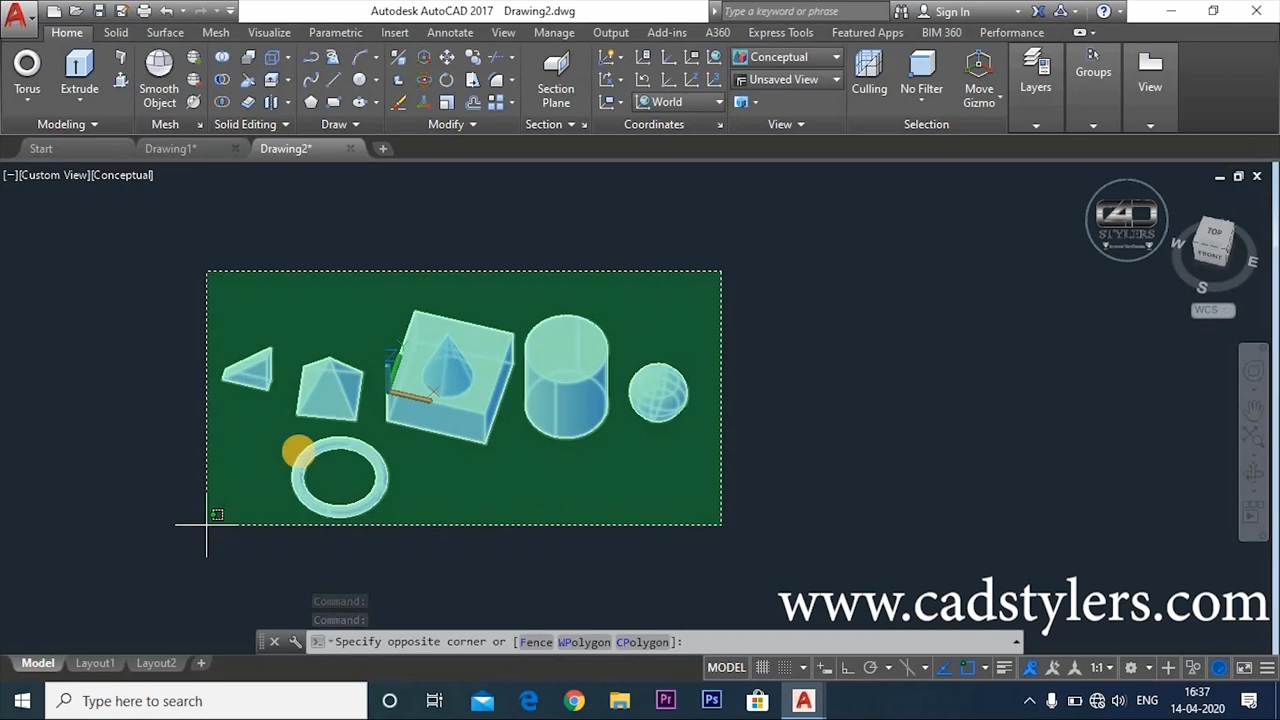 Autodesk AutoCAD 2017 Drawing2.dwg
Type a keyword or phrase
Sign In
Home Solid Surface Mesh Visualize Parametric Insert Annotate View Manage Output Add-ins A360 Express Tools Featured Apps BIM 360 Performance
Torus
Extrude
Smooth Object
Section Plane
Conceptual
Unsaved View
World
Culling
No Filter
Move Gizmo
Layers
Groups
View
Modeling
Mesh
Solid Editing
Draw
Modify
Section
Coordinates
View
Selection
Start
Drawing1*
Drawing2*
[−][Custom View][Conceptual]
CAD
STYLERS
TOP
FRONT
W
E
S
WCS
Z
www.cadstylers.com
Command:
Command:
Specify opposite corner or [Fence WPolygon CPolygon]:
Model Layout1 Layout2
MODEL
1:1
Type here to search
Pr
Ps
ENG
16:37
14-04-2020